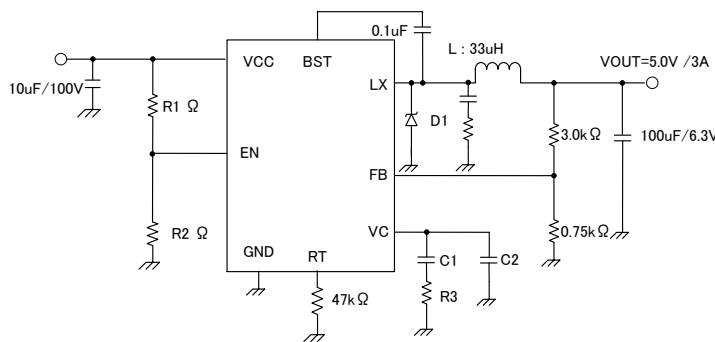 0.1uF
L : 33uH
VOUT=5.0V /3A
VCC
BST
LX
10uF/100V
R1 Ω
D1
3.0kΩ
100uF/6.3V
EN
FB
R2 Ω
VC
0.75kΩ
GND
RT
C1
C2
47kΩ
R3